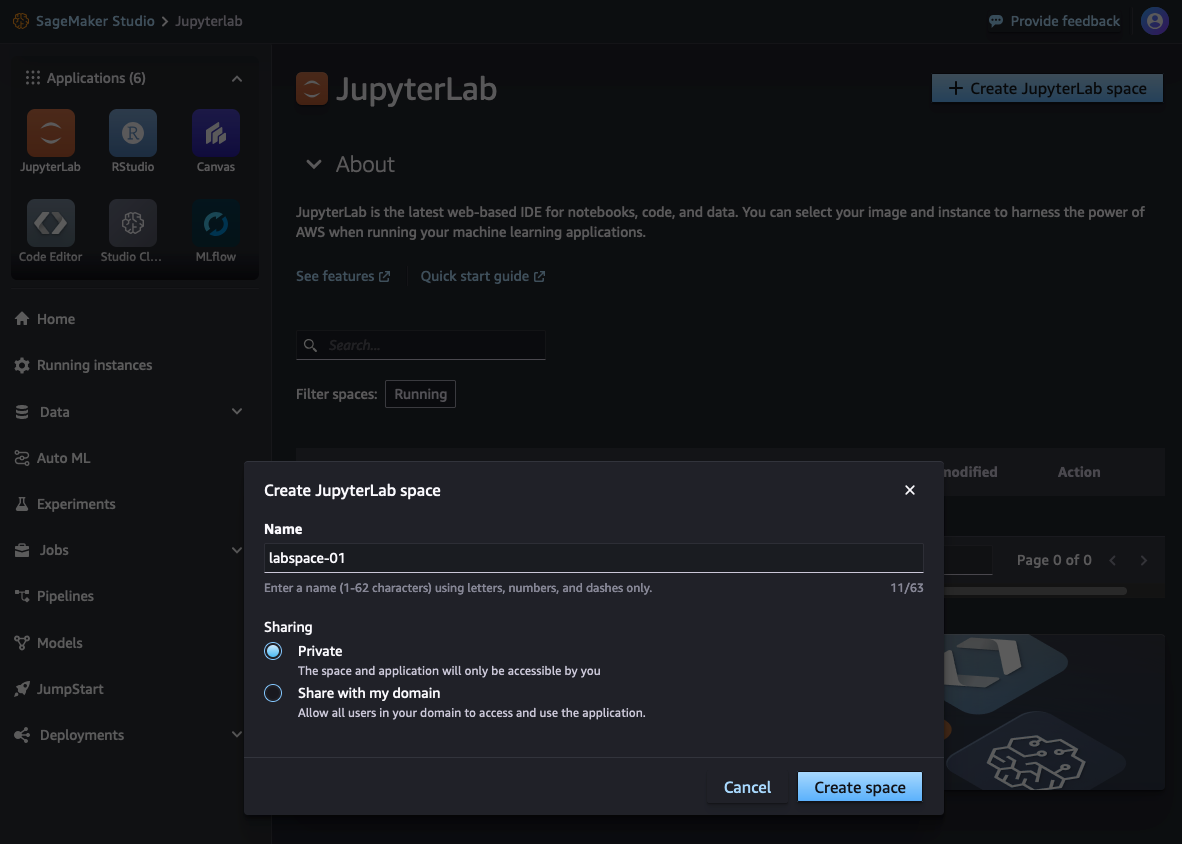 SageMaker Studio > Jupyterlab
Provide feedback
Applications (6)
JupyterLab
RStudio
Canvas
Code Editor
Studio Cl...
MLflow
Home
Running instances
Data
Auto ML
Experiments
Jobs
Pipelines
Models
JumpStart
Deployments
JupyterLab
+ Create JupyterLab space
About
JupyterLab is the latest web-based IDE for notebooks, code, and data. You can select your image and instance to harness the power of
AWS when running your machine learning applications.
See features
Quick start guide
Search...
Filter spaces: Running
Action
Page 0 of 0
Create JupyterLab space
Name
labspace-01
Enter a name (1-62 characters) using letters, numbers, and dashes only.
11/63
Sharing
Private
The space and application will only be accessible by you
Share with my domain
Allow all users in your domain to access and use the application.
Cancel
Create space